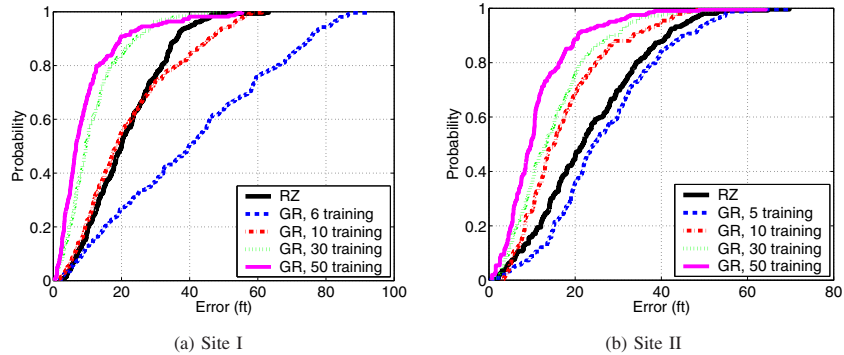 1
0.8
0.6
0.4
0.2
0
Probability
0 20 40 60 80 100
Error (ft)
RZ
GR, 6 training
GR, 10 training
GR, 30 training
GR, 50 training
(a) Site I
1
0.8
0.6
0.4
0.2
0
Probability
0 20 40 60 80
Error (ft)
RZ
GR, 5 training
GR, 10 training
GR, 30 training
GR, 50 training
(b) Site II